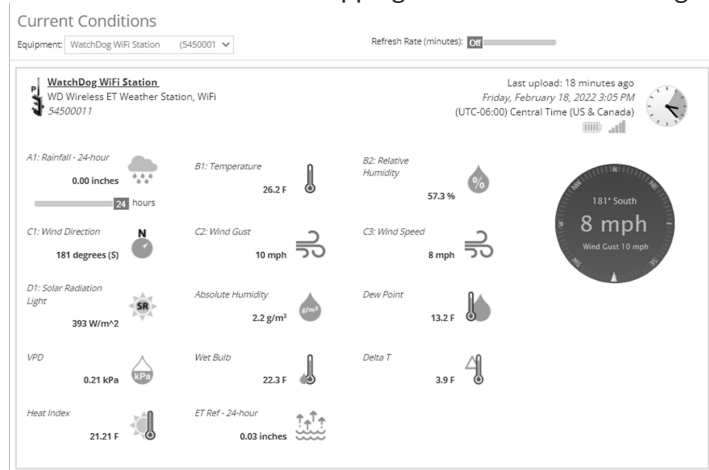 Current Conditions
Equipment: WatchDog WiFi Station (5450001
Refresh Rate (minutes): Off
WatchDog WiFi Station
WD Wireless ET Weather Station, WiFi
54500011
Last upload: 18 minutes ago
Friday, February 18, 2022 3:05 PM
(UTC-06:00) Central Time (US & Canada)
A1: Rainfall - 24-hour
0.00 inches
24 hours
B1: Temperature
26.2 F
B2: Relative
Humidity
%
57.3 %
C1: Wind Direction
N
181 degrees (S)
C2: Wind Gust
10 mph
C3: Wind Speed
8 mph
N
NE
E
SE
SW
W
NW
181° South
8 mph
Wind Gust 10 mph
D1: Solar Radiation
Light
SR
393 W/m^2
Absolute Humidity
g/m³
2.2 g/m³
Dew Point
13.2 F
VPD
kPa
0.21 kPa
Wet Bulb
22.3 F
Delta T
3.9 F
Heat Index
21.21 F
ET Ref - 24-hour
0.03 inches